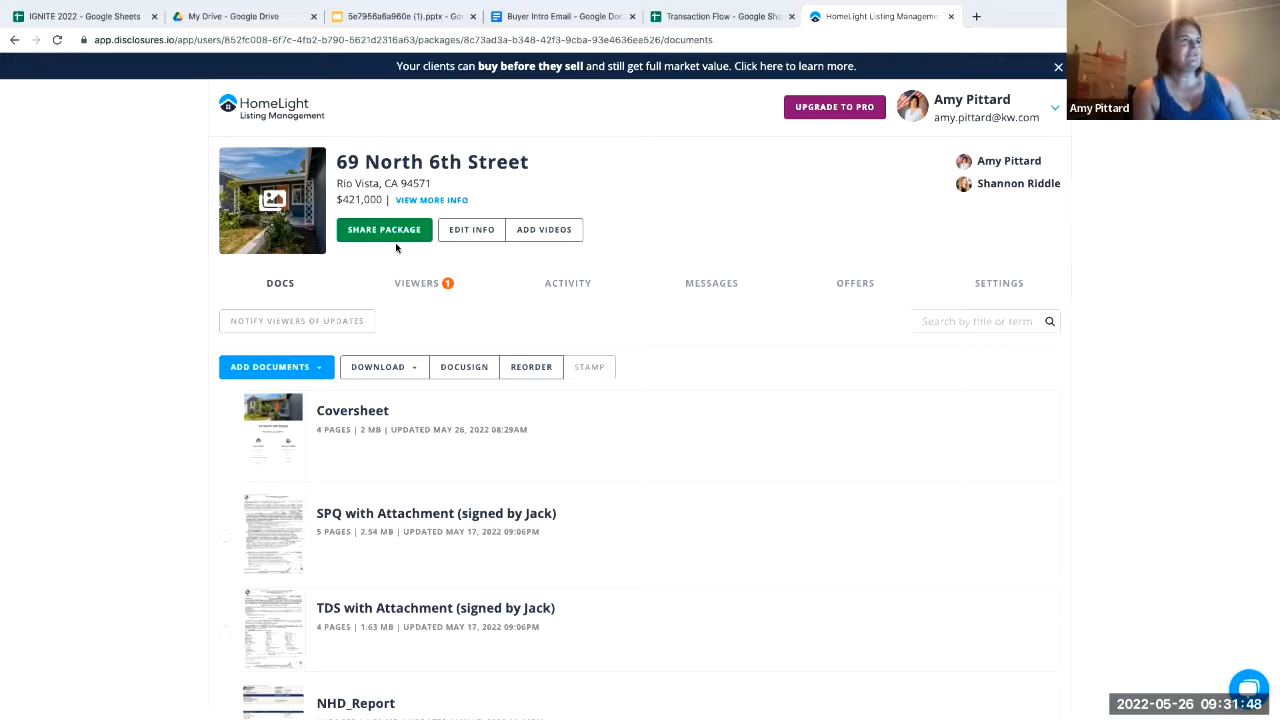 IGNITE 2022 - Google Sheets
My Drive - Google Drive
5e7956a6a960e (1).pptx - Go
Buyer Intro Email - Google Doc
Transaction Flow - Google She
HomeLight Listing Manageme
app.disclosures.io/app/users/852fc008-6f7c-4fb2-b790-5621d2316a63/packages/8c73ad3a-b348-42f3-9cba-93e4636ee526/documents
Your clients can buy before they sell and still get full market value. Click here to learn more.
HomeLight
Listing Management
UPGRADE TO PRO
Amy Pittard
amy.pittard@kw.com
Amy Pittard
69 North 6th Street
Rio Vista, CA 94571
$421,000 | VIEW MORE INFO
Amy Pittard
Shannon Riddle
SHARE PACKAGE
EDIT INFO
ADD VIDEOS
DOCS
VIEWERS 1
ACTIVITY
MESSAGES
OFFERS
SETTINGS
NOTIFY VIEWERS OF UPDATES
Search by title or term
ADD DOCUMENTS
DOWNLOAD
DOCUSIGN
REORDER
STAMP
Coversheet
4 PAGES | 2 MB | UPDATED MAY 26, 2022 08:29AM
SPQ with Attachment (signed by Jack)
5 PAGES | 2.54 MB | UPDATED MAY 17, 2022
TDS with Attachment (signed by Jack)
4 PAGES | 1.63 MB | UPDATED MAY 17, 2022
NHD_Report
2022-05-26 09:31:48